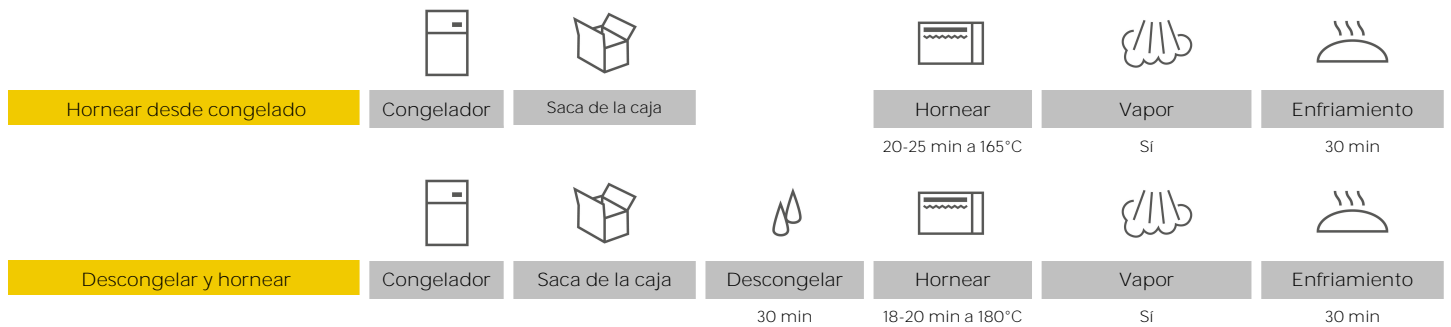 Hornear desde congelado Congelador Saca de la caja Hornear Vapor Enfriamiento
20-25 min a 165°C Sí 30 min
Descongelar y hornear Congelador Saca de la caja Descongelar Hornear Vapor Enfriamiento
30 min 18-20 min a 180°C Sí 30 min